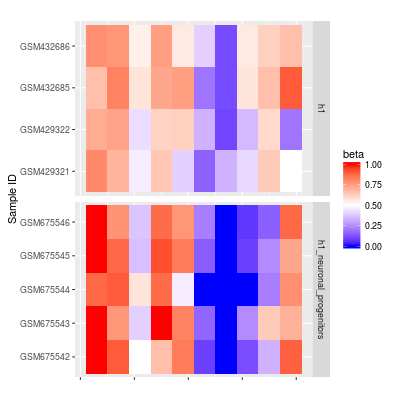 Sample ID
GSM432686
GSM432685
GSM429322
GSM429321
h1
GSM675546
GSM675545
GSM675544
GSM675543
GSM675542
h1_neuronal_progenitors
beta
1.00
0.75
0.50
0.25
0.00